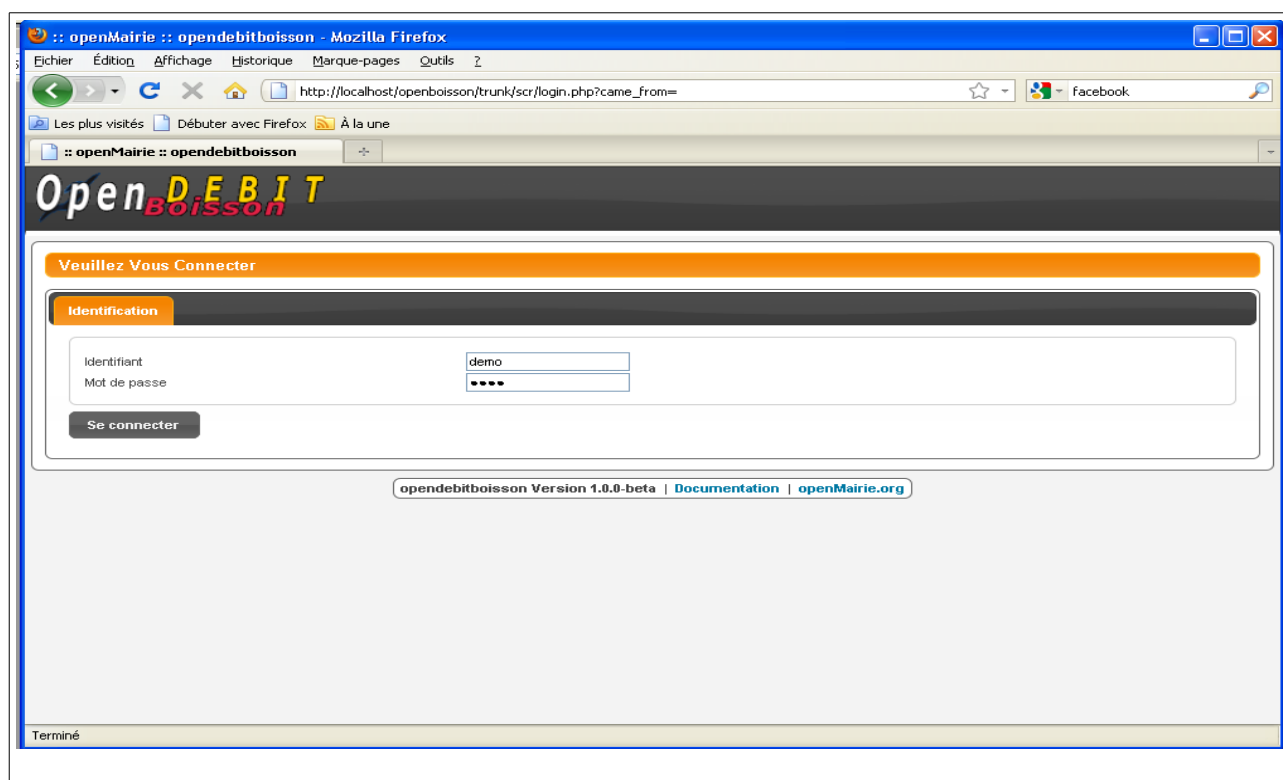 :: openMairie :: opendebitboisson - Mozilla Firefox
Fichier Édition Affichage Historique Marque-pages Outils ?
http://localhost/openboisson/trunk/scr/login.php?came_from=
facebook
Les plus visités Débuter avec Firefox À la une
:: openMairie :: opendebitboisson
Open DEBIT
Boisson
Veuillez Vous Connecter
Identification
Identifiant demo
Mot de passe ••••
Se connecter
opendebitboisson Version 1.0.0-beta | Documentation | openMairie.org
Terminé